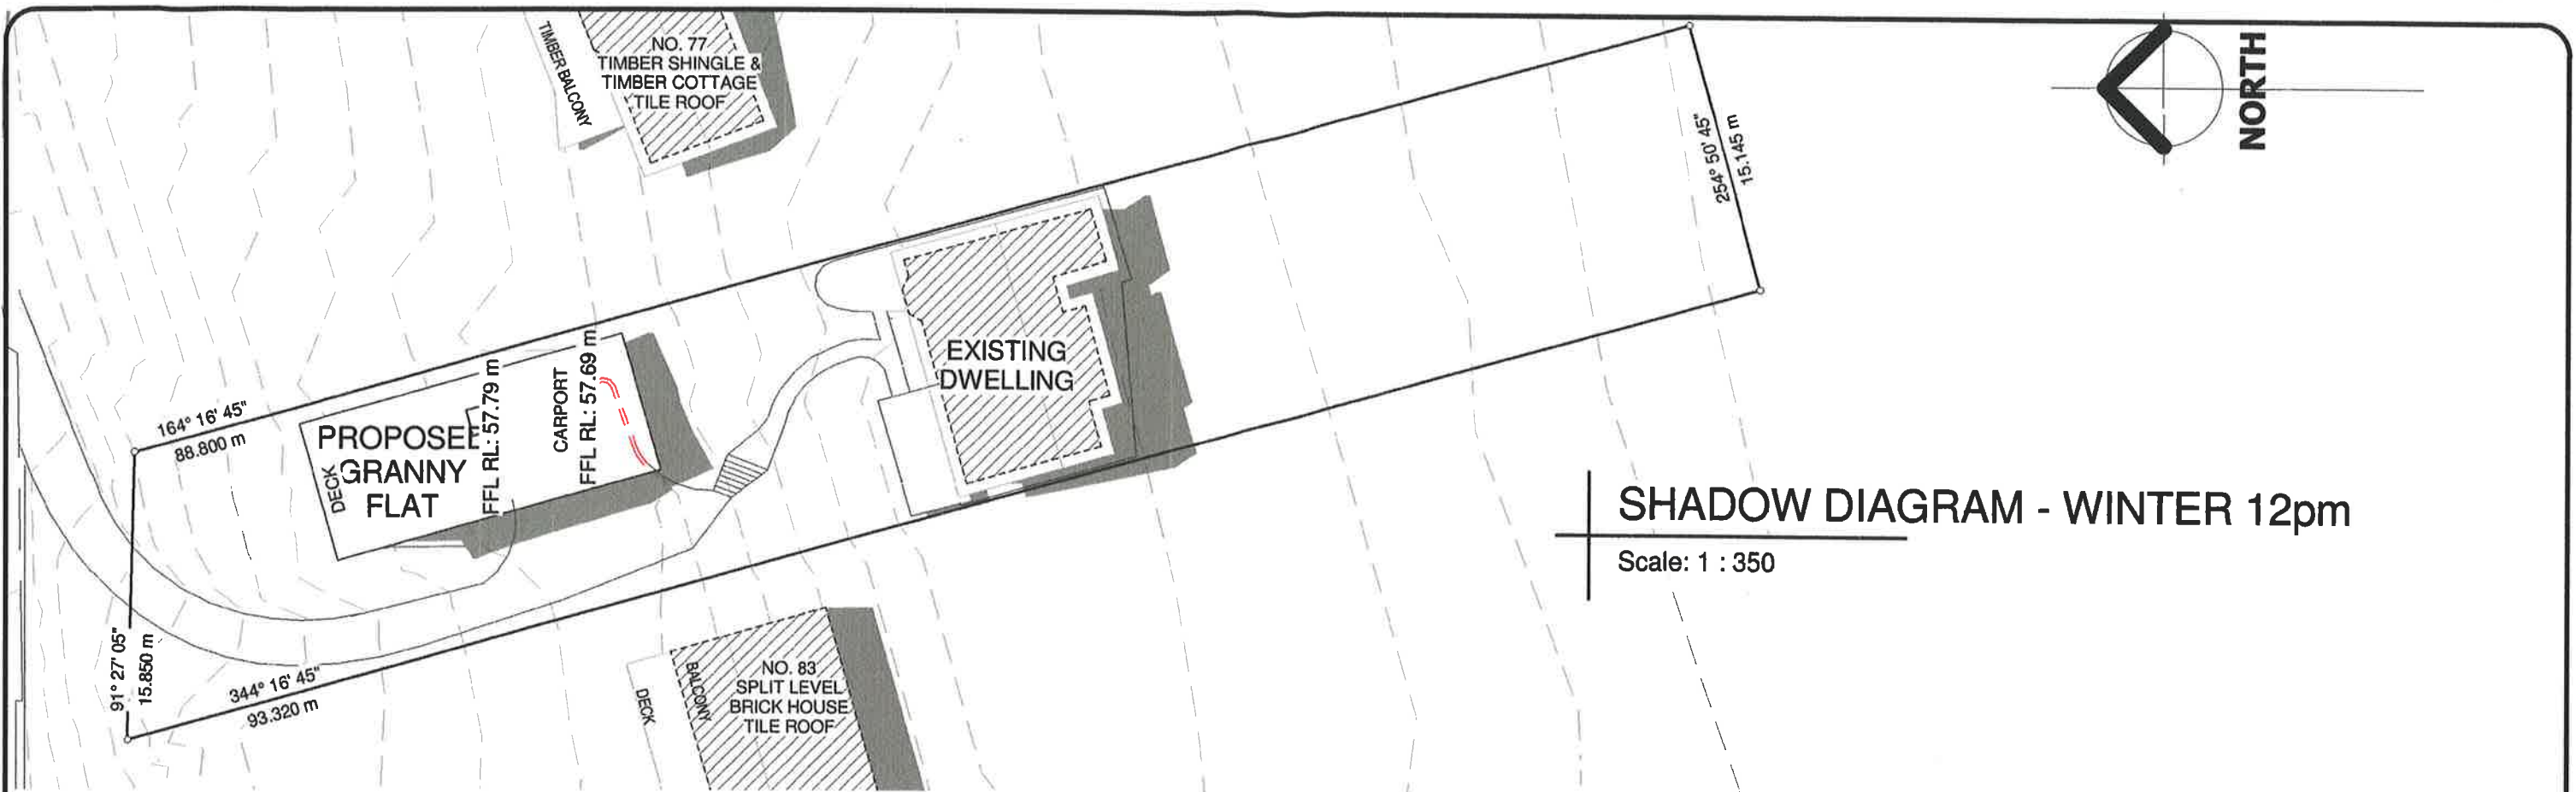 TIMBER BALCONY
NO. 77
TIMBER SHINGLE &
TIMBER COTTAGE
TILE ROOF
NORTH
254° 50' 45"
15.145 m
164° 16' 45"
88.800 m
PROPOSED
GRANNY
FLAT
DECK
FFL RL: 57.79 m
CARPORT
FFL RL: 57.69 m
EXISTING
DWELLING
SHADOW DIAGRAM - WINTER 12pm
Scale: 1 : 350
91° 27' 05"
15.850 m
344° 16' 45"
93.320 m
DECK
BALCONY
NO. 83
SPLIT LEVEL
BRICK HOUSE
TILE ROOF